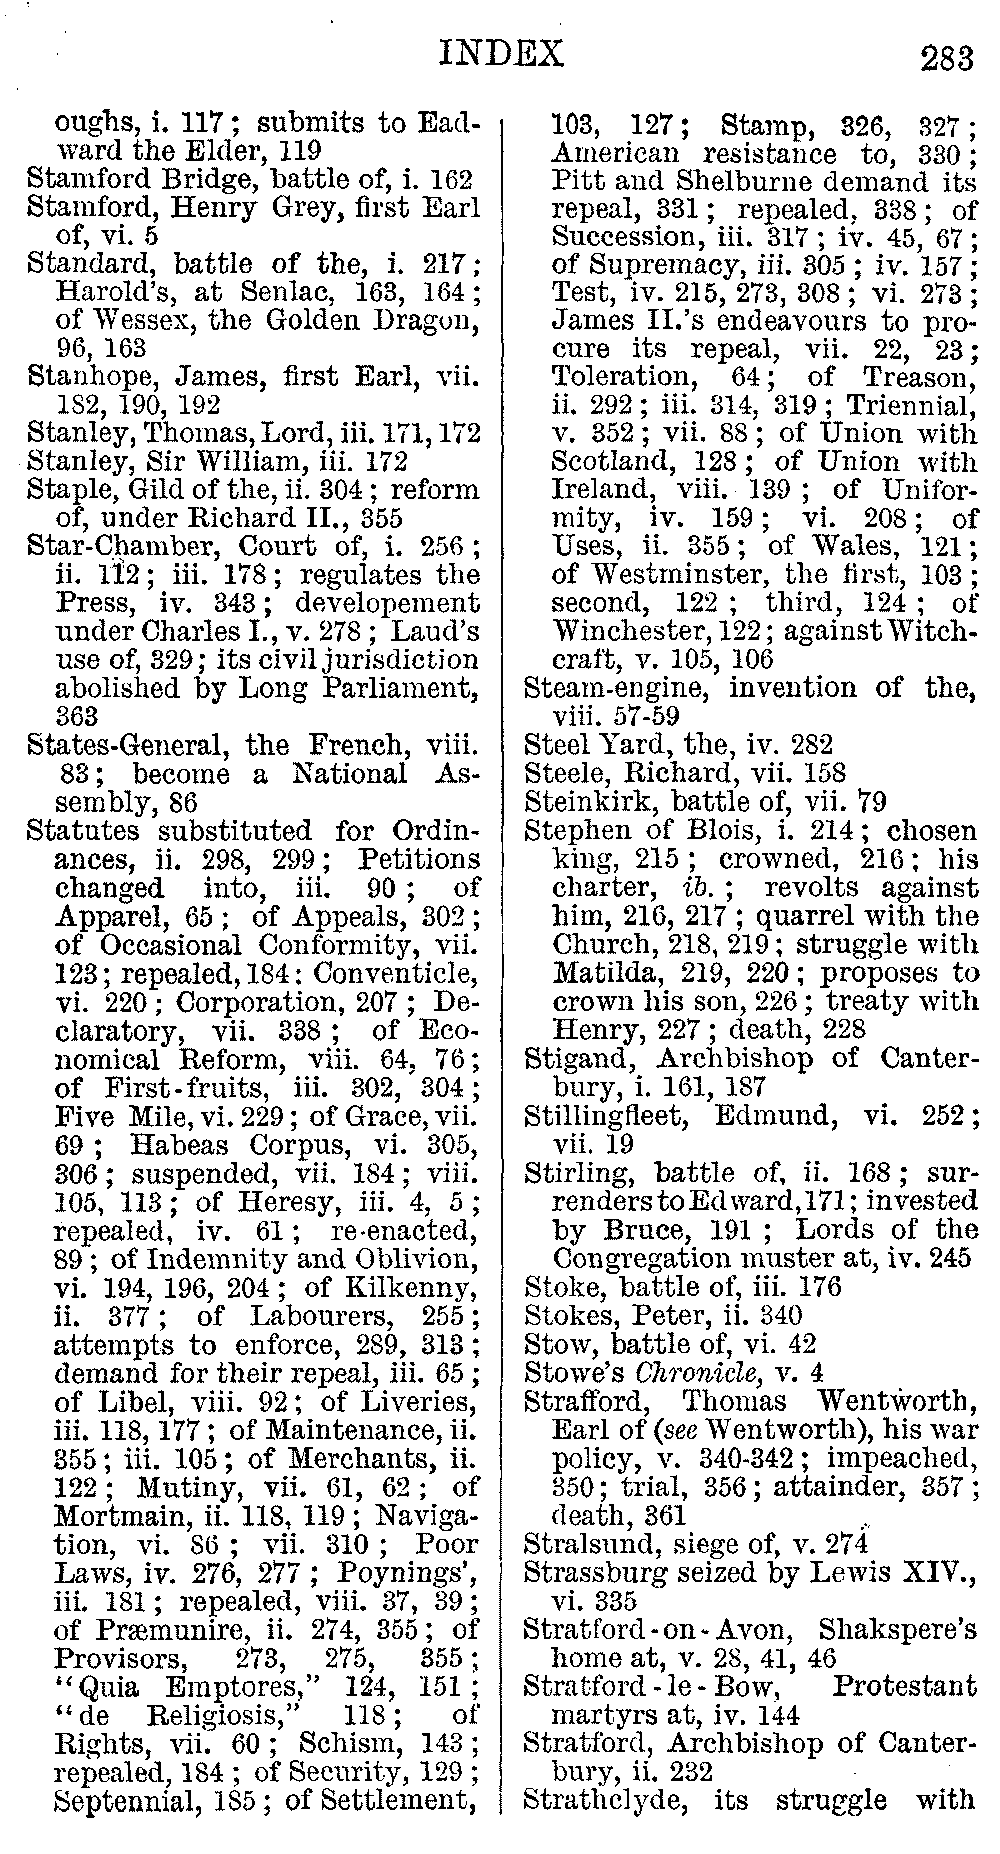 INDEX 283
oughs, i. 117; submits to Ead-
ward the Elder, 119
Stamford Bridge, battle of, i. 162
Stamford, Henry Grey, first Earl
of, vi. 5
Standard, battle of the, i. 217;
Harold's, at Senlac, 163, 164;
of Wessex, the Golden Dragon,
96, 163
Stanhope, James, first Earl, vii.
182, 190, 192
Stanley, Thomas, Lord, iii. 171, 172
Stanley, Sir William, iii. 172
Staple, Gild of the, ii. 304; reform
of, under Richard II., 355
Star-Chamber, Court of, i. 256;
ii. 112; iii. 178; regulates the
Press, iv. 343; developement
under Charles I., v. 278; Laud's
use of, 329; its civil jurisdiction
abolished by Long Parliament,
363
States-General, the French, viii.
83; become a National As-
sembly, 86
Statutes substituted for Ordin-
ances, ii. 298, 299; Petitions
changed into, iii. 90; of
Apparel, 65; of Appeals, 302;
of Occasional Conformity, vii.
123; repealed, 184: Conventicle,
vi. 220; Corporation, 207; De-
claratory, vii. 338; of Eco-
nomical Reform, viii. 64, 76;
of First-fruits, iii. 302, 304;
Five Mile, vi. 229; of Grace, vii.
69; Habeas Corpus, vi. 305,
306; suspended, vii. 184; viii.
105, 113; of Heresy, iii. 4, 5;
repealed, iv. 61; re-enacted,
89; of Indemnity and Oblivion,
vi. 194, 196, 204; of Kilkenny,
ii. 377; of Labourers, 255;
attempts to enforce, 289, 313;
demand for their repeal, iii. 65;
of Libel, viii. 92; of Liveries,
iii. 118, 177; of Maintenance, ii.
355; iii. 105; of Merchants, ii.
122; Mutiny, vii. 61, 62; of
Mortmain, ii. 118, 119; Naviga-
tion, vi. 86; vii. 310; Poor
Laws, iv. 276, 277; Poynings',
iii. 181; repealed, viii. 37, 39;
of Præmunire, ii. 274, 355; of
Provisors, 273, 275, 355;
"Quia Emptores," 124, 151;
"de Religiosis," 118; of
Rights, vii. 60; Schism, 143;
repealed, 184; of Security, 129;
Septennial, 185; of Settlement,
103, 127; Stamp, 326, 327;
American resistance to, 330;
Pitt and Shelburne demand its
repeal, 331; repealed, 338; of
Succession, iii. 317; iv. 45, 67;
of Supremacy, iii. 305; iv. 157;
Test, iv. 215, 273, 308; vi. 273;
James II.'s endeavours to pro-
cure its repeal, vii. 22, 23;
Toleration, 64; of Treason,
ii. 292; iii. 314, 319; Triennial,
v. 352; vii. 88; of Union with
Scotland, 128; of Union with
Ireland, viii. 139; of Unifor-
mity, iv. 159; vi. 208; of
Uses, ii. 355; of Wales, 121;
of Westminster, the first, 103;
second, 122; third, 124; of
Winchester, 122; against Witch-
craft, v. 105, 106
Steam-engine, invention of the,
viii. 57-59
Steel Yard, the, iv. 282
Steele, Richard, vii. 158
Steinkirk, battle of, vii. 79
Stephen of Blois, i. 214; chosen
king, 215; crowned, 216; his
charter, ib.; revolts against
him, 216, 217; quarrel with the
Church, 218, 219; struggle with
Matilda, 219, 220; proposes to
crown his son, 226; treaty with
Henry, 227; death, 228
Stigand, Archbishop of Canter-
bury, i. 161, 187
Stillingfleet, Edmund, vi. 252;
vii. 19
Stirling, battle of, ii. 168; sur-
renders to Edward, 171; invested
by Bruce, 191; Lords of the
Congregation muster at, iv. 245
Stoke, battle of, iii. 176
Stokes, Peter, ii. 340
Stow, battle of, vi. 42
Stowe's Chronicle, v. 4
Strafford, Thomas Wentworth,
Earl of (see Wentworth), his war
policy, v. 340-342; impeached,
350; trial, 356; attainder, 357;
death, 361
Stralsund, siege of, v. 274
Strassburg seized by Lewis XIV.,
vi. 335
Stratford-on-Avon, Shakspere's
home at, v. 28, 41, 46
Stratford-le-Bow, Protestant
martyrs at, iv. 144
Stratford, Archbishop of Canter-
bury, ii. 232
Strathclyde, its struggle with